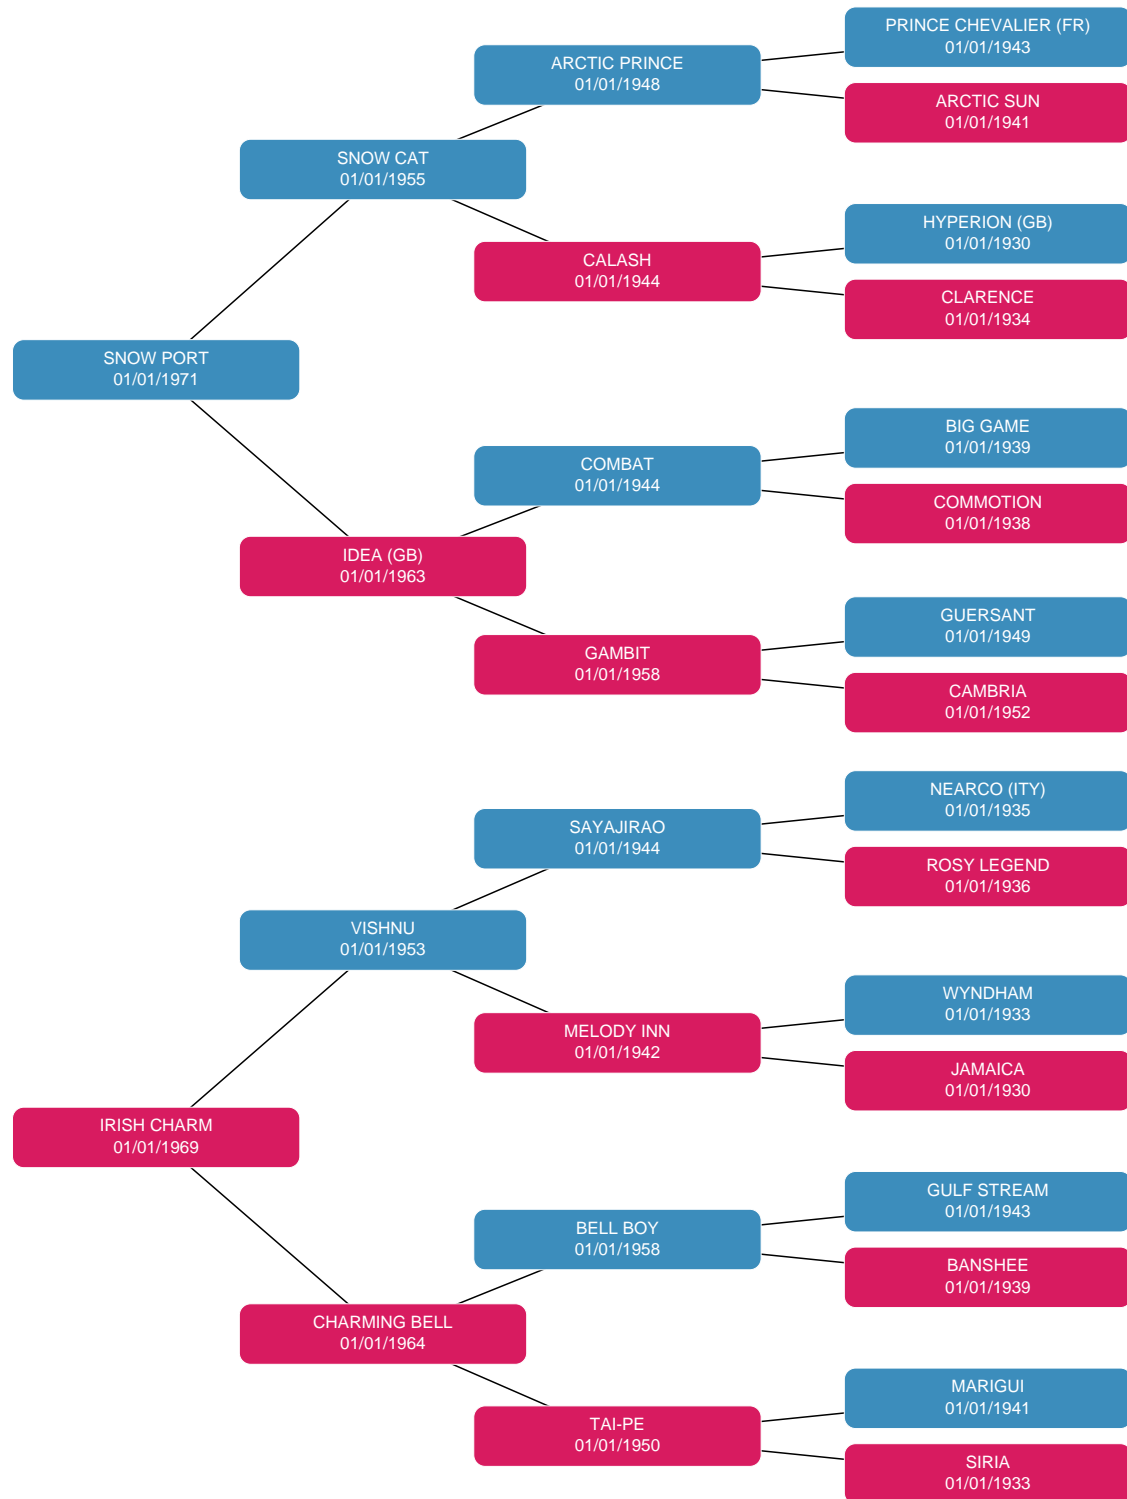 PRINCE CHEVALIER (FR)
01/01/1943
ARCTIC PRINCE
01/01/1948
ARCTIC SUN
01/01/1941
SNOW CAT
01/01/1955
HYPERION (GB)
01/01/1930
CALASH
01/01/1944
CLARENCE
01/01/1934
SNOW PORT
01/01/1971
BIG GAME
01/01/1939
COMBAT
01/01/1944
COMMOTION
01/01/1938
IDEA (GB)
01/01/1963
GUERSANT
01/01/1949
GAMBIT
01/01/1958
CAMBRIA
01/01/1952
NEARCO (ITY)
01/01/1935
SAYAJIRAO
01/01/1944
ROSY LEGEND
01/01/1936
VISHNU
01/01/1953
WYNDHAM
01/01/1933
MELODY INN
01/01/1942
JAMAICA
01/01/1930
IRISH CHARM
01/01/1969
GULF STREAM
01/01/1943
BELL BOY
01/01/1958
BANSHEE
01/01/1939
CHARMING BELL
01/01/1964
MARIGUI
01/01/1941
TAI-PE
01/01/1950
SIRIA
01/01/1933